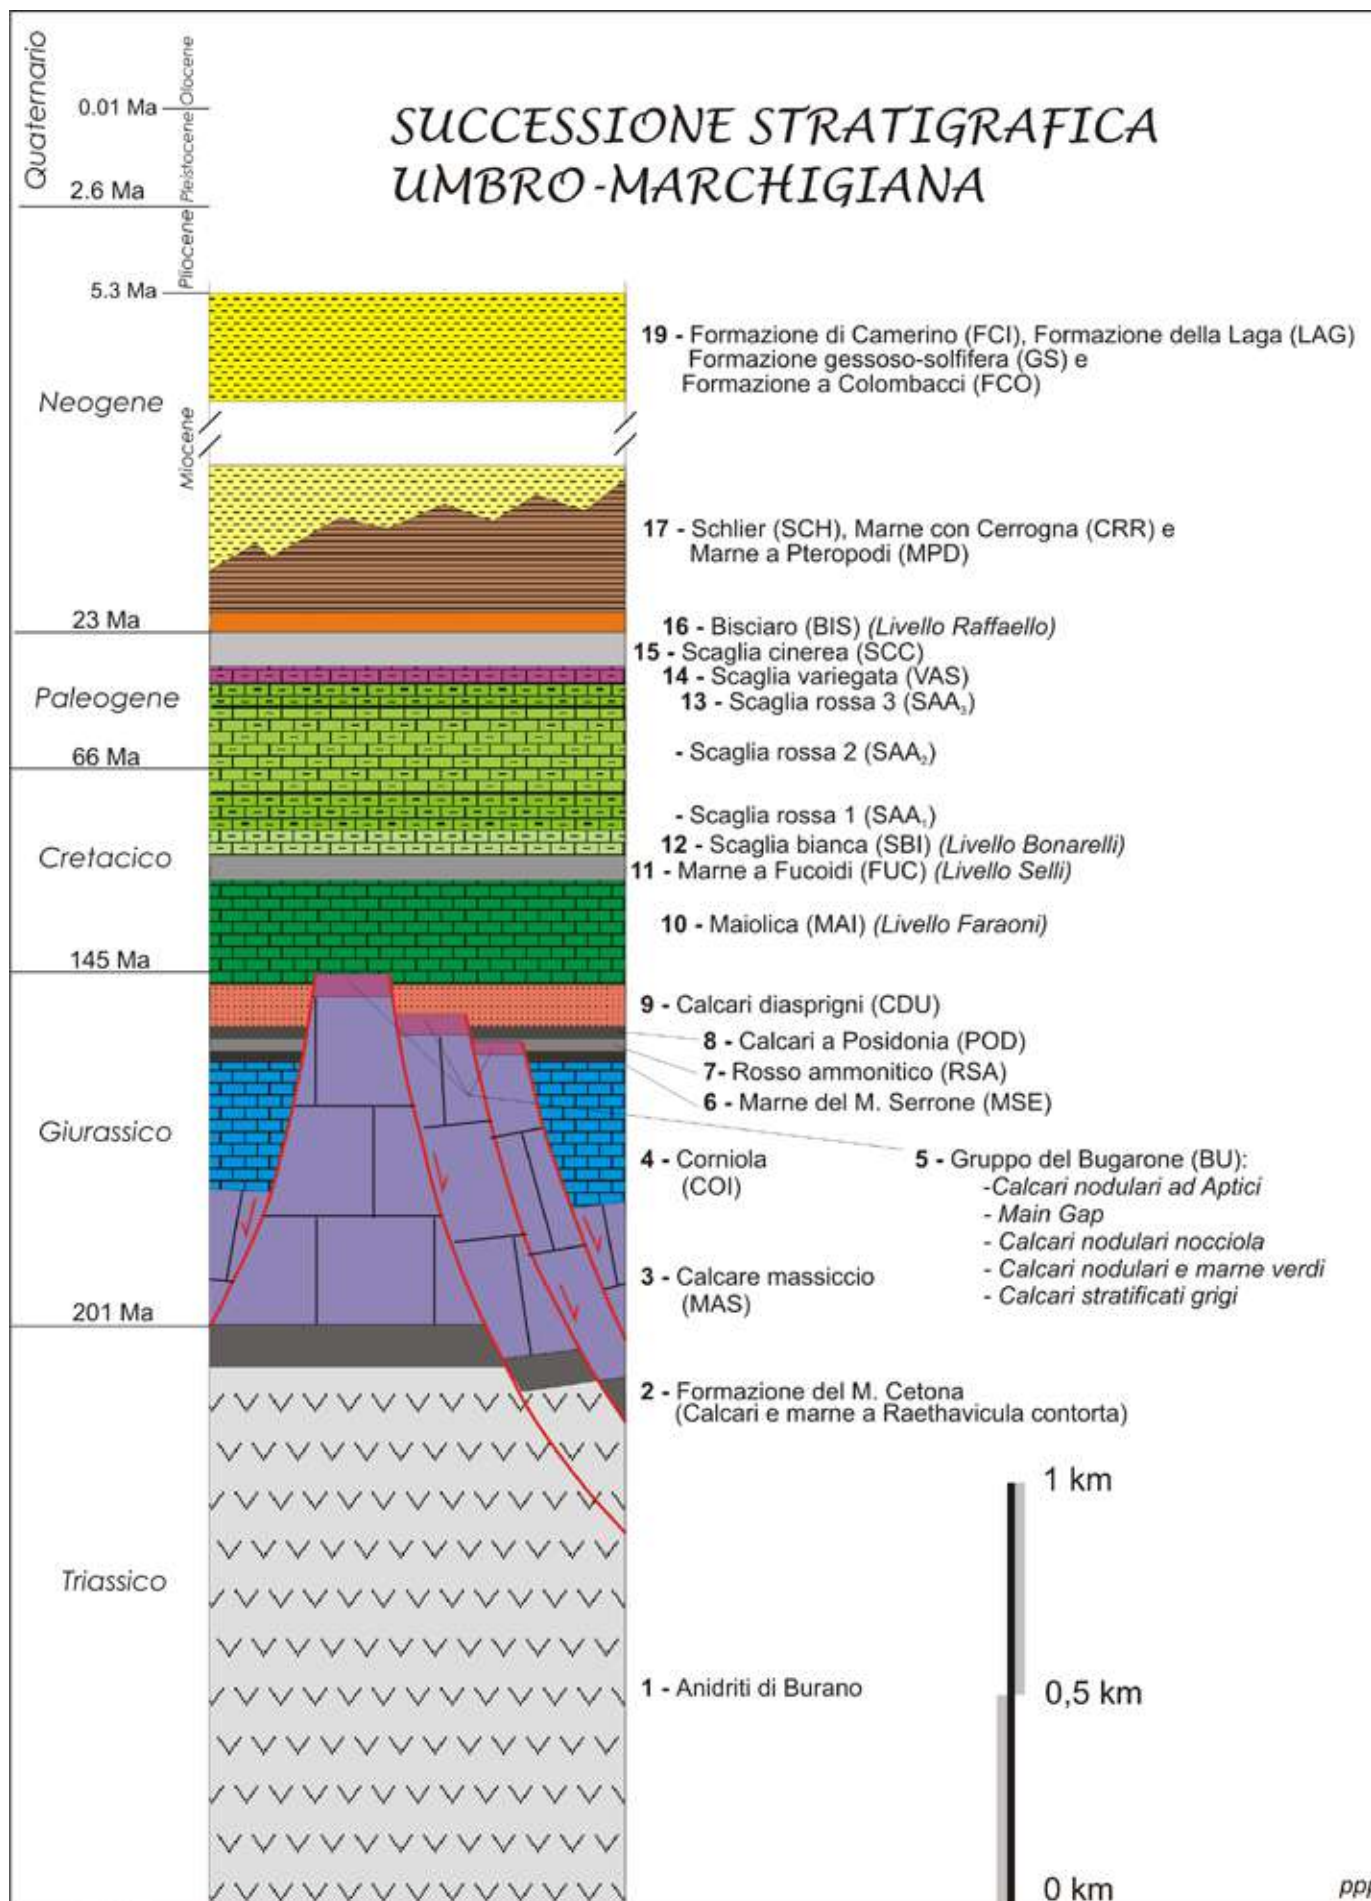 SUCCESSIONE STRATIGRAFICA
UMBRO-MARCHIGIANA
Quaternario
Olocene
0.01 Ma
Pleistocene
2.6 Ma
Pliocene
5.3 Ma
19 - Formazione di Camerino (FCI), Formazione della Laga (LAG)
Formazione gessoso-solfifera (GS) e
Formazione a Colombacci (FCO)
Neogene
Miocene
17 - Schlier (SCH), Marne con Cerrogna (CRR) e
Marne a Pteropodi (MPD)
23 Ma
16 - Bisciaro (BIS) (Livello Raffaello)
15 - Scaglia cinerea (SCC)
14 - Scaglia variegata (VAS)
Paleogene
13 - Scaglia rossa 3 (SAA₃)
- Scaglia rossa 2 (SAA₂)
66 Ma
- Scaglia rossa 1 (SAA₁)
12 - Scaglia bianca (SBI) (Livello Bonarelli)
Cretacico
11 - Marne a Fucoidi (FUC) (Livello Selli)
10 - Maiolica (MAI) (Livello Faraoni)
145 Ma
9 - Calcari diasprigni (CDU)
8 - Calcari a Posidonia (POD)
7- Rosso ammonitico (RSA)
6 - Marne del M. Serrone (MSE)
Giurassico
4 - Corniola
(COI)
5 - Gruppo del Bugarone (BU):
-Calcari nodulari ad Aptici
- Main Gap
- Calcari nodulari nocciola
- Calcari nodulari e marne verdi
- Calcari stratificati grigi
3 - Calcare massiccio
(MAS)
201 Ma
2 - Formazione del M. Cetona
(Calcari e marne a Raethavicula contorta)
1 km
Triassico
1 - Anidriti di Burano
0,5 km
0 km